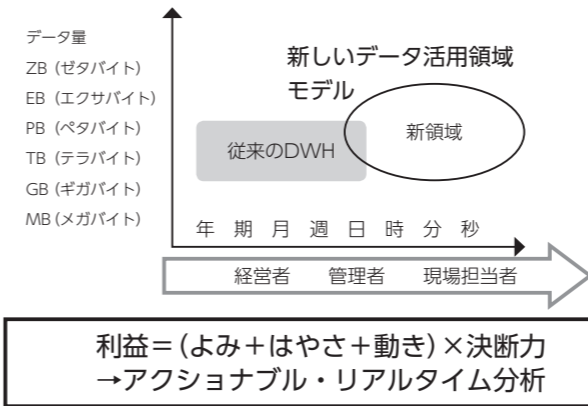 データ量
ZB（ゼタバイト）
EB（エクサバイト）
PB（ペタバイト）
TB（テラバイト）
GB（ギガバイト）
MB（メガバイト）
新しいデータ活用領域
モデル
従来のDWH
新領域
年 期 月 週 日 時 分 秒
経営者 管理者 現場担当者
利益＝（よみ＋はやさ＋動き）×決断力
→アクショナブル・リアルタイム分析